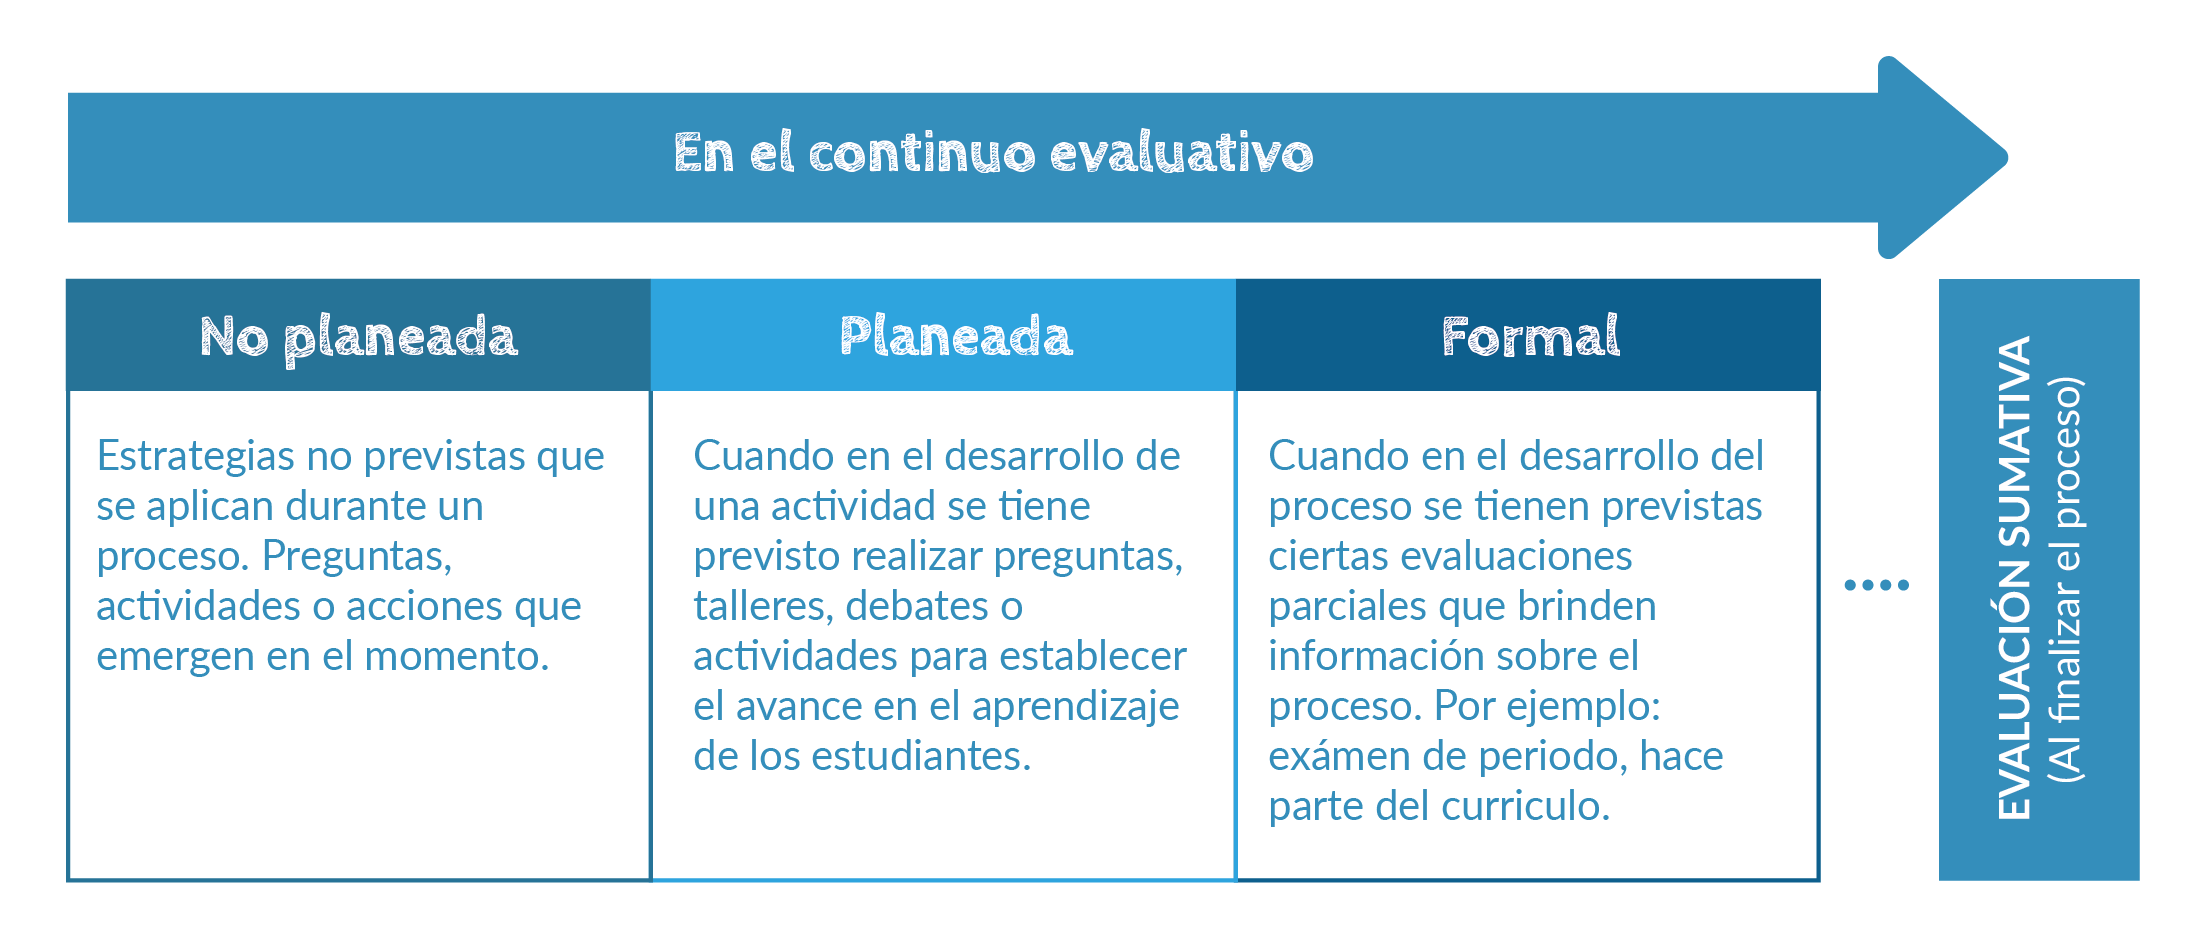 En el continuo evaluativo
No planeada
Estrategias no previstas que
se aplican durante un
proceso. Preguntas,
actividades o acciones que
emergen en el momento.
Planeada
Cuando en el desarrollo de
una actividad se tiene
previsto realizar preguntas,
talleres, debates o
actividades para establecer
el avance en el aprendizaje
de los estudiantes.
Formal
Cuando en el desarrollo del
proceso se tienen previstas
ciertas evaluaciones
parciales que brinden
información sobre el
proceso. Por ejemplo:
exámen de periodo, hace
parte del curriculo.
EVALUACIÓN SUMATIVA
(Al finalizar el proceso)